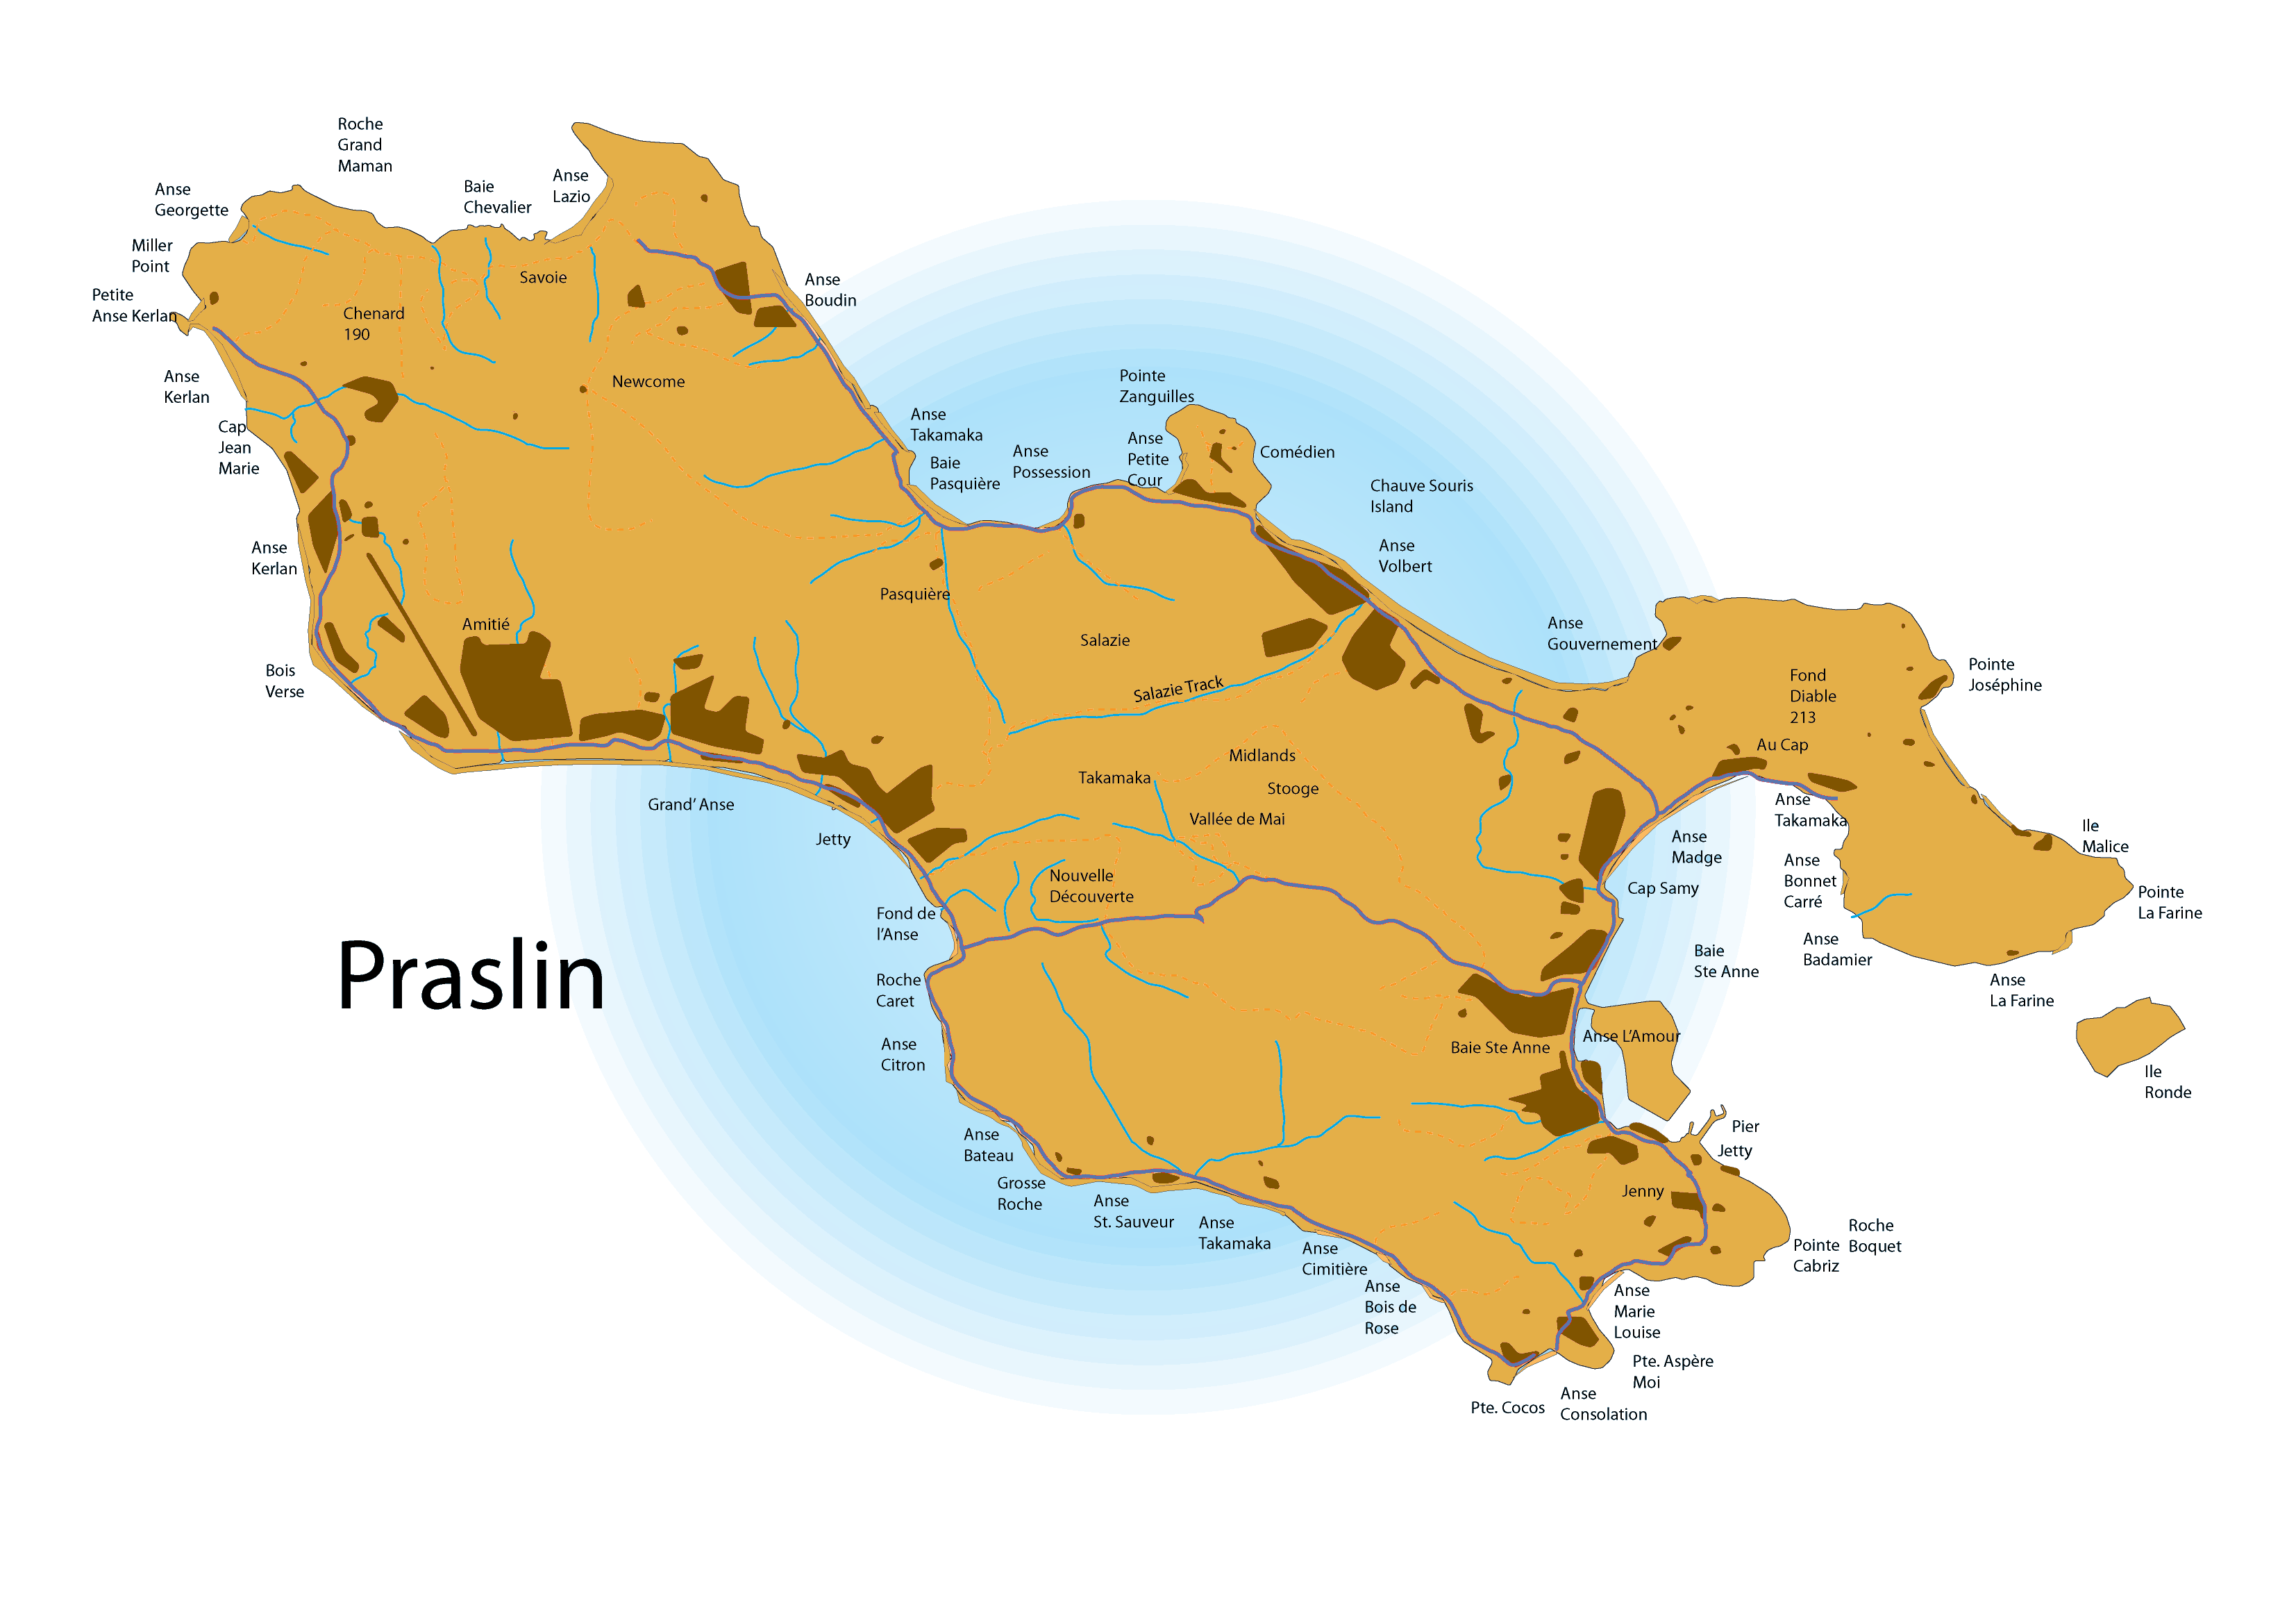 Roche
Grand
Maman
Anse
Georgette
Baie
Chevalier
Anse
Lazio
Miller
Point
Petite
Anse Kerlan
Savoie
Chenard
190
Anse
Boudin
Anse
Kerlan
Newcome
Cap
Jean
Marie
Anse
Takamaka
Baie
Pasquière
Anse
Possession
Pointe
Zanguilles
Anse
Petite
Cour
Comédien
Chauve Souris
Island
Anse
Volbert
Anse
Kerlan
Amitié
Pasquière
Salazie
Salazie Track
Anse
Gouvernement
Bois
Verse
Fond
Diable
213
Pointe
Joséphine
Au Cap
Midlands
Takamaka
Stooge
Vallée de Mai
Grand' Anse
Jetty
Anse
Takamaka
Anse
Madge
Ile
Malice
Nouvelle
Découverte
Cap Samy
Anse
Bonnet
Carré
Pointe
La Farine
Fond de
l'Anse
Anse
Badamier
Baie
Ste Anne
Praslin
Roche
Caret
Anse
La Farine
Anse
Citron
Baie Ste Anne
Anse L'Amour
Ile
Ronde
Anse
Bateau
Pier
Jetty
Grosse
Roche
Jenny
Anse
St. Sauveur
Anse
Takamaka
Roche
Boquet
Pointe
Cabriz
Anse
Cimitière
Anse
Bois de
Rose
Anse
Marie
Louise
Pte. Aspère
Moi
Pte. Cocos
Anse
Consolation